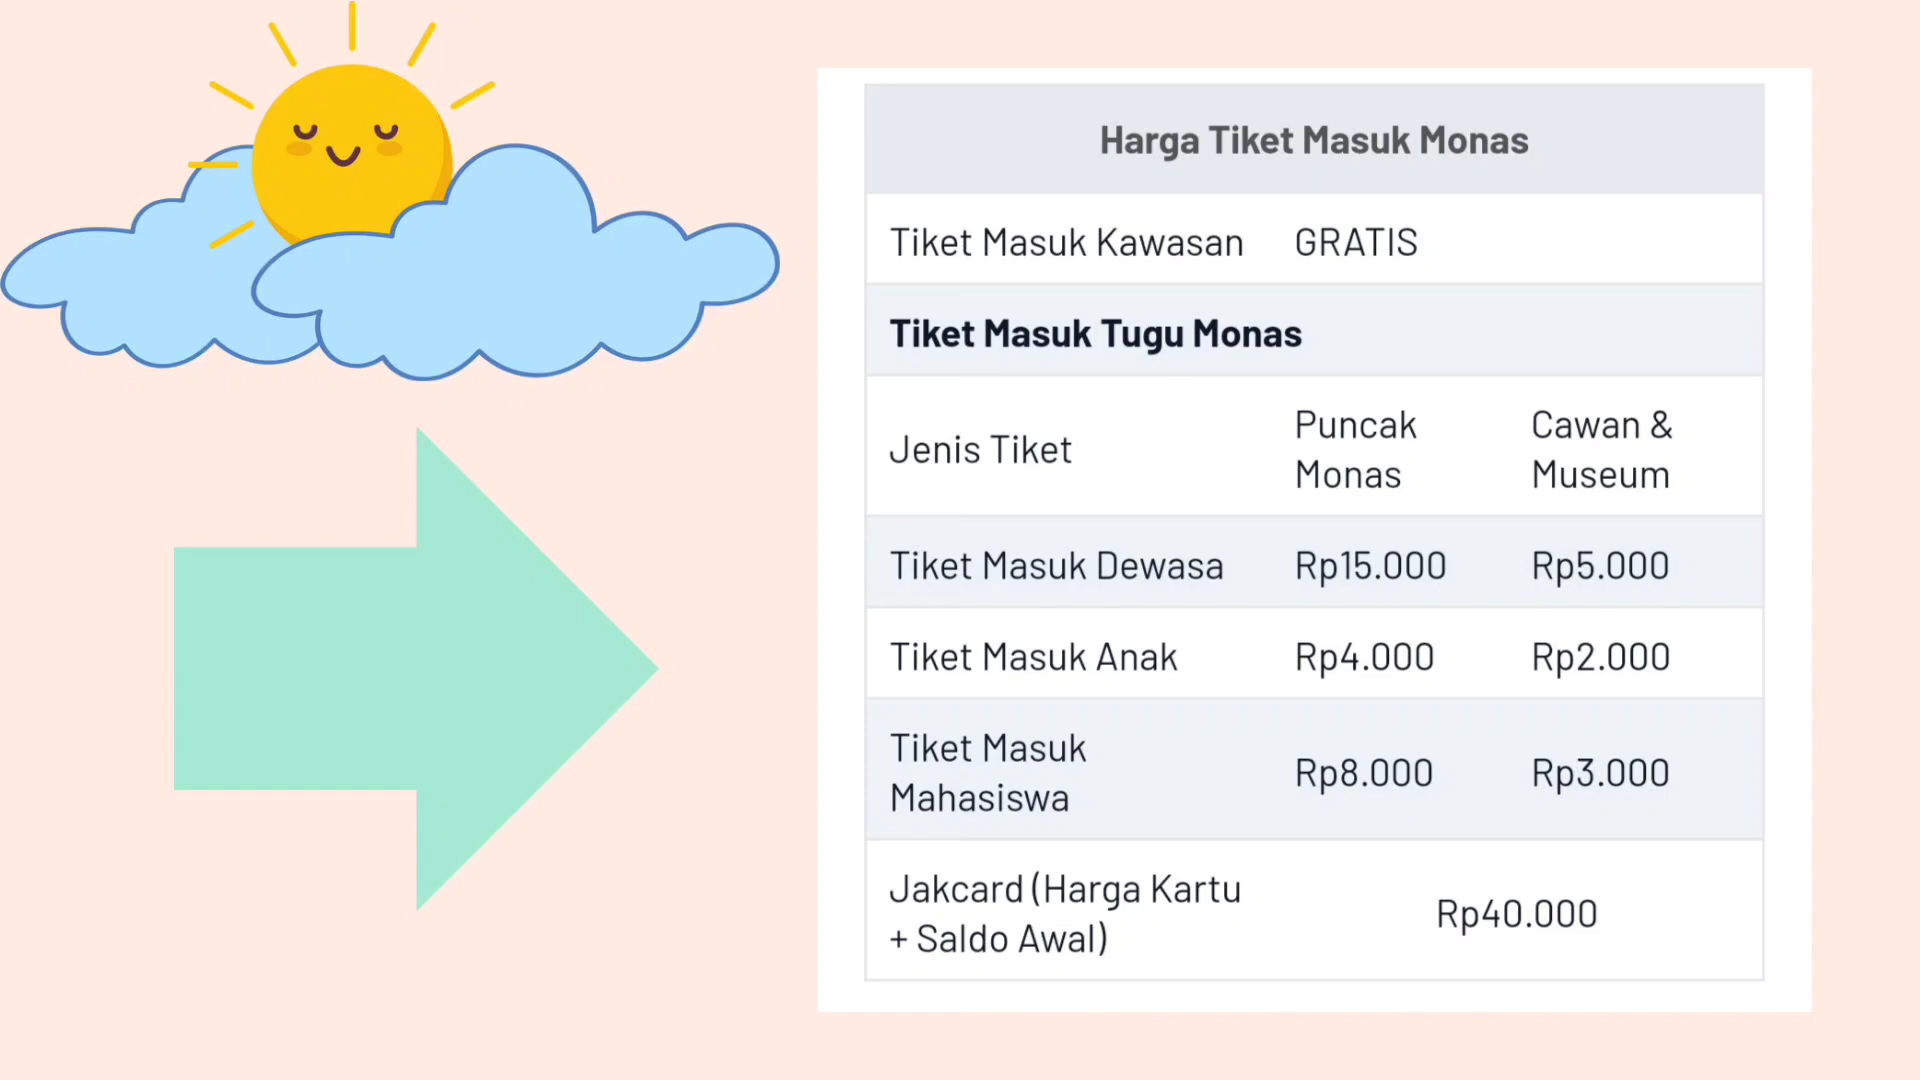 Harga Tiket Masuk Monas
Tiket Masuk Kawasan GRATIS
Tiket Masuk Tugu Monas
Jenis Tiket
Puncak
Monas
Cawan &
Museum
Tiket Masuk Dewasa Rp15.000 Rp5.000
Tiket Masuk Anak Rp4.000 Rp2.000
Tiket Masuk
Mahasiswa
Rp8.000 Rp3.000
Jakcard (Harga Kartu
+ Saldo Awal)
Rp40.000